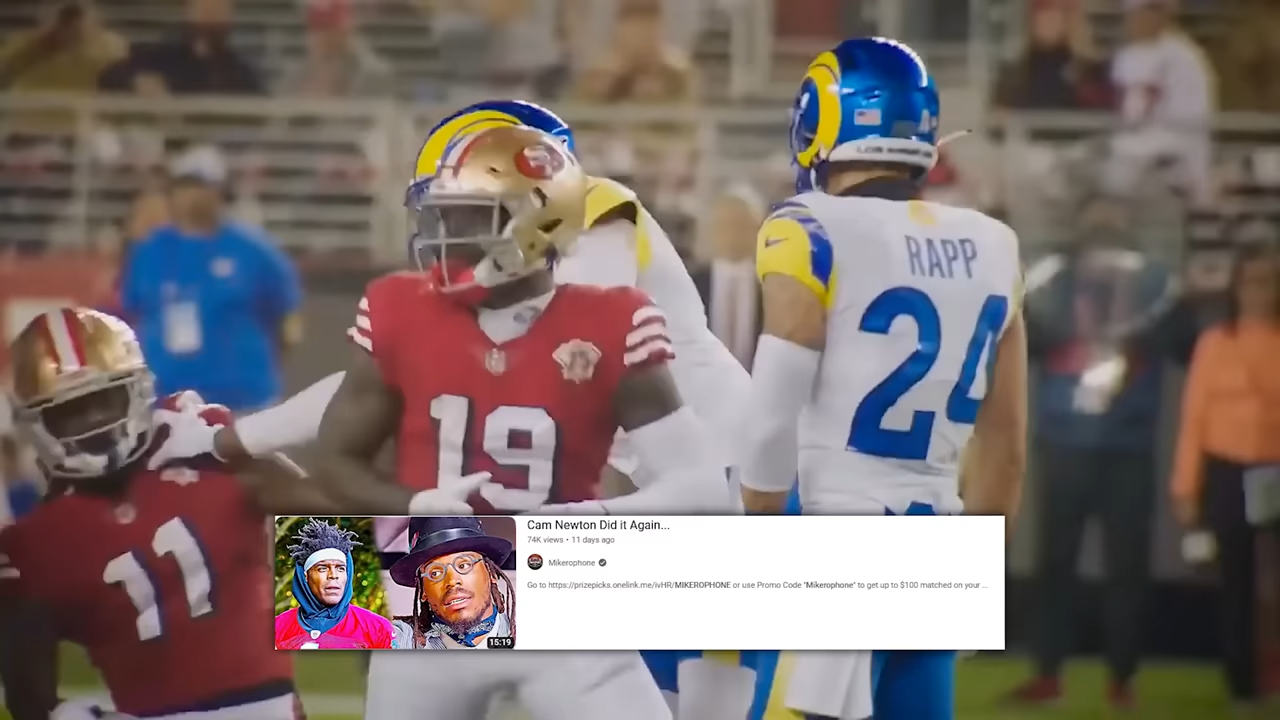 RAPP
24
19
11
Cam Newton Did it Again...
74K views • 11 days ago
Mikerophone
Go to https://prizepicks.onelink.me/ivHR/MIKEROPHONE or use Promo Code "Mikerophone" to get up to $100 matched on your ...
15:19